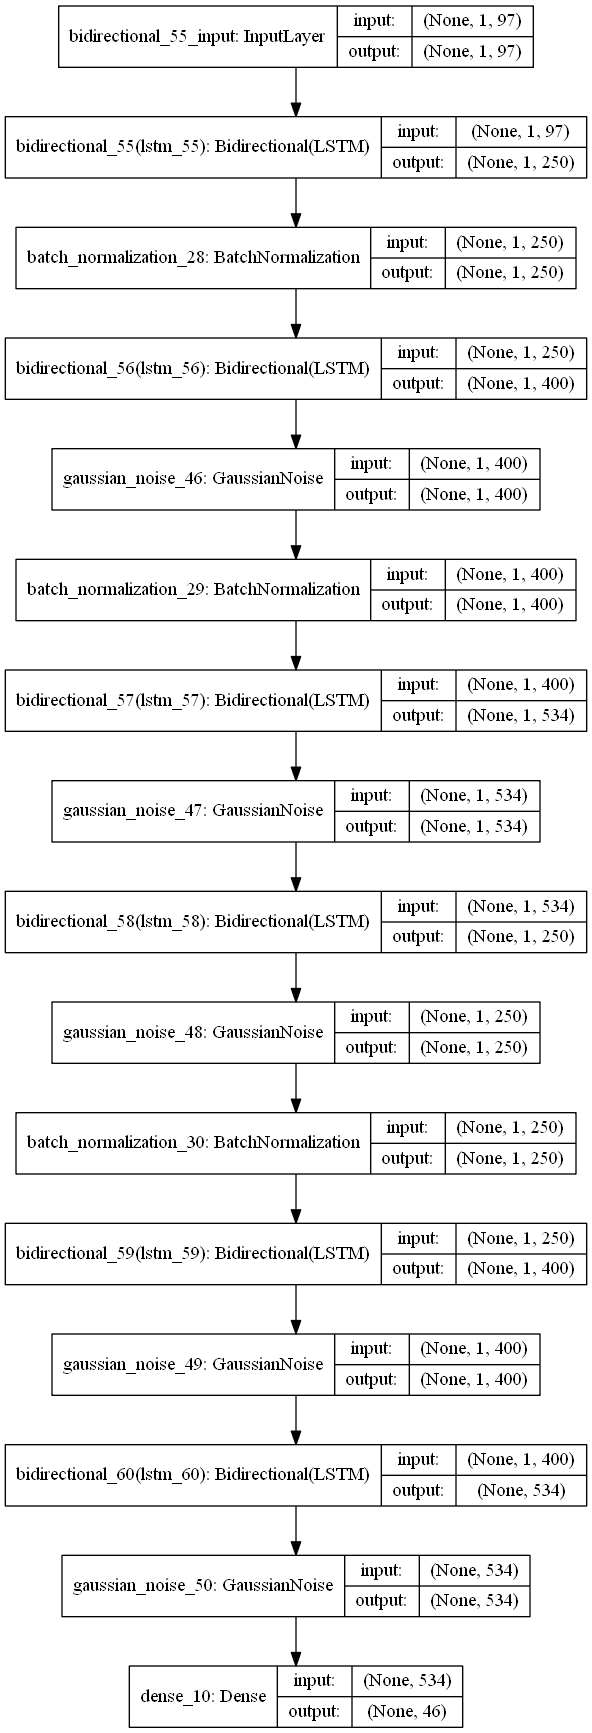 bidirectional_55_input: InputLayer
input: (None, 1, 97)
output: (None, 1, 97)
bidirectional_55(lstm_55): Bidirectional(LSTM)
input: (None, 1, 97)
output: (None, 1, 250)
batch_normalization_28: BatchNormalization
input: (None, 1, 250)
output: (None, 1, 250)
bidirectional_56(lstm_56): Bidirectional(LSTM)
input: (None, 1, 250)
output: (None, 1, 400)
gaussian_noise_46: GaussianNoise
input: (None, 1, 400)
output: (None, 1, 400)
batch_normalization_29: BatchNormalization
input: (None, 1, 400)
output: (None, 1, 400)
bidirectional_57(lstm_57): Bidirectional(LSTM)
input: (None, 1, 400)
output: (None, 1, 534)
gaussian_noise_47: GaussianNoise
input: (None, 1, 534)
output: (None, 1, 534)
bidirectional_58(lstm_58): Bidirectional(LSTM)
input: (None, 1, 534)
output: (None, 1, 250)
gaussian_noise_48: GaussianNoise
input: (None, 1, 250)
output: (None, 1, 250)
batch_normalization_30: BatchNormalization
input: (None, 1, 250)
output: (None, 1, 250)
bidirectional_59(lstm_59): Bidirectional(LSTM)
input: (None, 1, 250)
output: (None, 1, 400)
gaussian_noise_49: GaussianNoise
input: (None, 1, 400)
output: (None, 1, 400)
bidirectional_60(lstm_60): Bidirectional(LSTM)
input: (None, 1, 400)
output: (None, 534)
gaussian_noise_50: GaussianNoise
input: (None, 534)
output: (None, 534)
dense_10: Dense
input: (None, 534)
output: (None, 46)